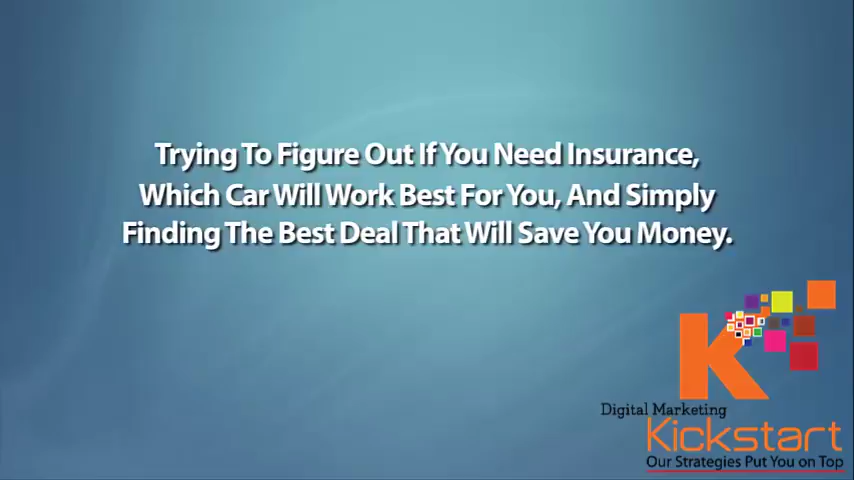 Trying To Figure Out If You Need Insurance,
Which Car Will Work Best For You, And Simply
Finding The Best Deal That Will Save You Money.
K
Digital Marketing
Kickstart
Our Strategies Put You on Top